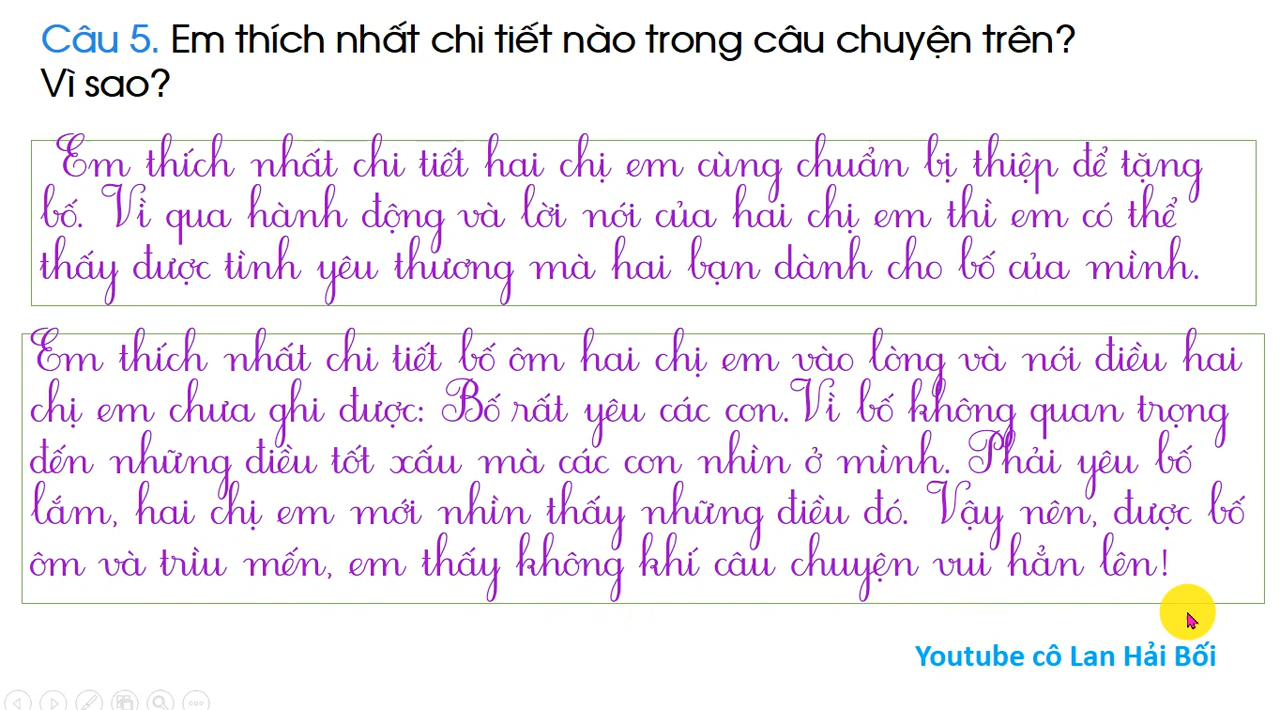 Câu 5. Em thích nhất chi tiết nào trong câu chuyện trên?
Vì sao?
Em thích nhất chi tiết hai chị em cùng chuẩn bị thiệp để tặng
bố. Vì qua hành động và lời nói của hai chị em thì em có thể
thấy được tình yêu thương mà hai bạn dành cho bố của mình.
Em thích nhất chi tiết bố ôm hai chị em vào lòng và nói điều hai
chị em chưa ghi được: Bố rất yêu các con.Vì bố không quan trọng
đến những điều tốt xấu mà các con nhìn ở mình. Phải yêu bố
lắm, hai chị em mới nhìn thấy những điều đó. Vậy nên, được bố
ôm và trìu mến, em thấy không khí câu chuyện vui hẳn lên!
Youtube cô Lan Hải Bối